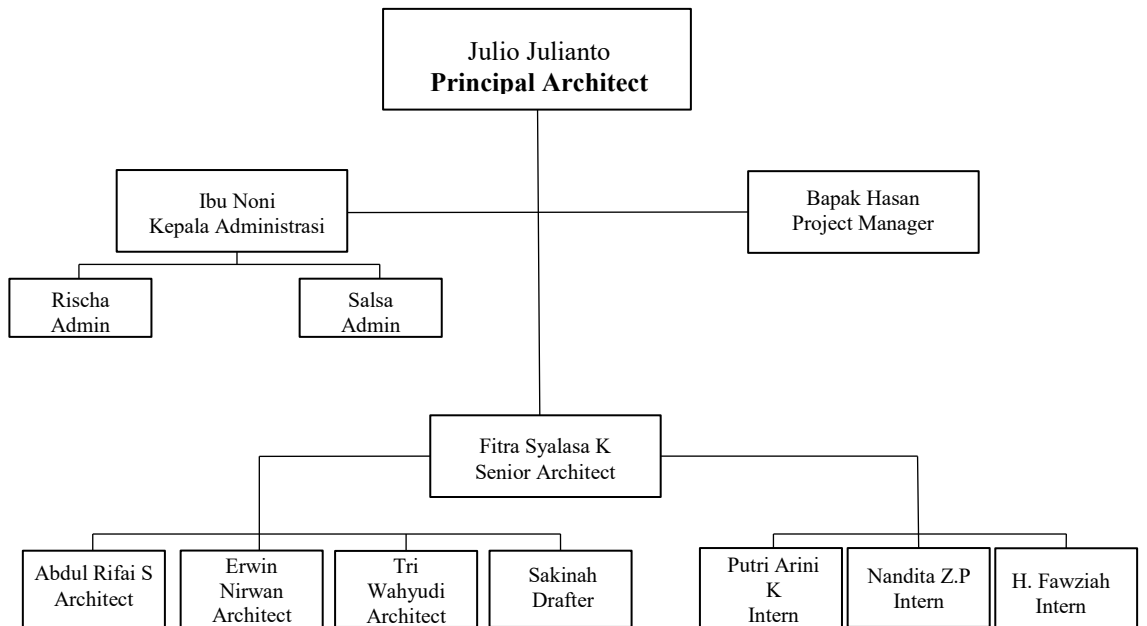 Julio Julianto
Principal Architect
Ibu Noni
Kepala Administrasi
Bapak Hasan
Project Manager
Rischa
Admin
Salsa
Admin
Fitra Syalasa K
Senior Architect
Abdul Rifai S
Architect
Erwin
Nirwan
Architect
Tri
Wahyudi
Architect
Sakinah
Drafter
Putri Arini
K
Intern
Nandita Z.P
Intern
H. Fawziah
Intern